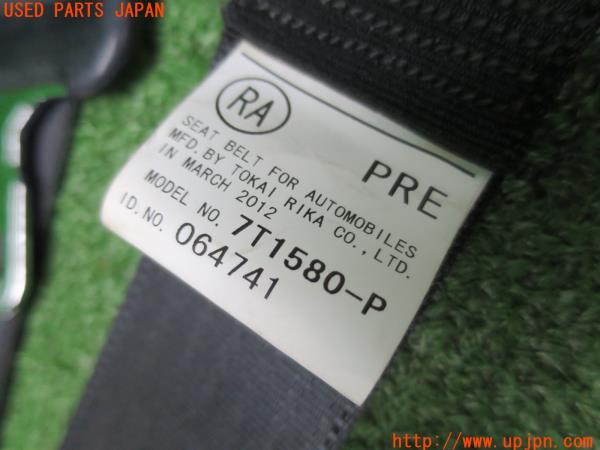 USED PARTS JAPAN
RA
PRE
SEAT BELT FOR AUTOMOBILES
MFD. BY TOKAI RIKA CO., LTD.
IN MARCH 2012
MODEL NO. 7T1580-P
ID.NO. 064741
http://www.upjpn.com/